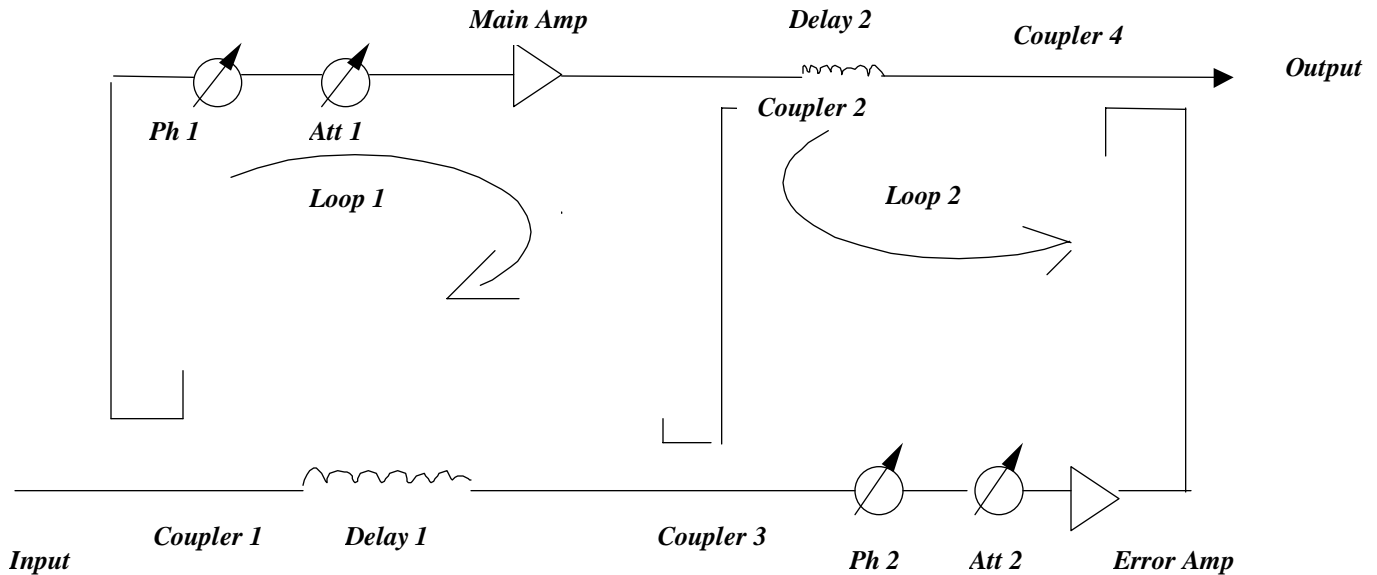 Main Amp
Delay 2
Coupler 4
Output
Ph 1
Att 1
Coupler 2
Loop 1
Loop 2
Coupler 1
Delay 1
Coupler 3
Input
Ph 2
Att 2
Error Amp